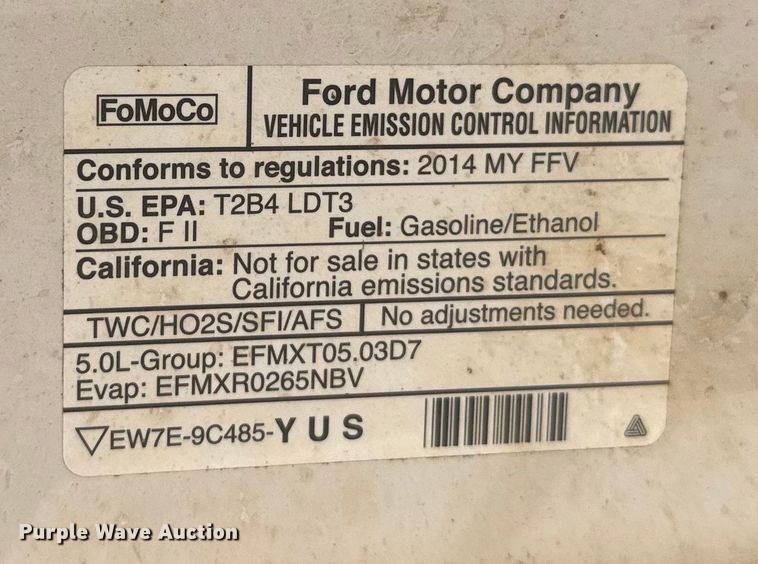 FoMoCo
Ford Motor Company
VEHICLE EMISSION CONTROL INFORMATION
Conforms to regulations: 2014 MY FFV
U.S. EPA: T2B4 LDT3
OBD: F II Fuel: Gasoline/Ethanol
California: Not for sale in states with
California emissions standards.
TWC/HO2S/SFI/AFS No adjustments needed.
5.0L-Group: EFMXT05.03D7
Evap: EFMXR0265NBV
EW7E-9C485-YUS
Purple Wave Auction